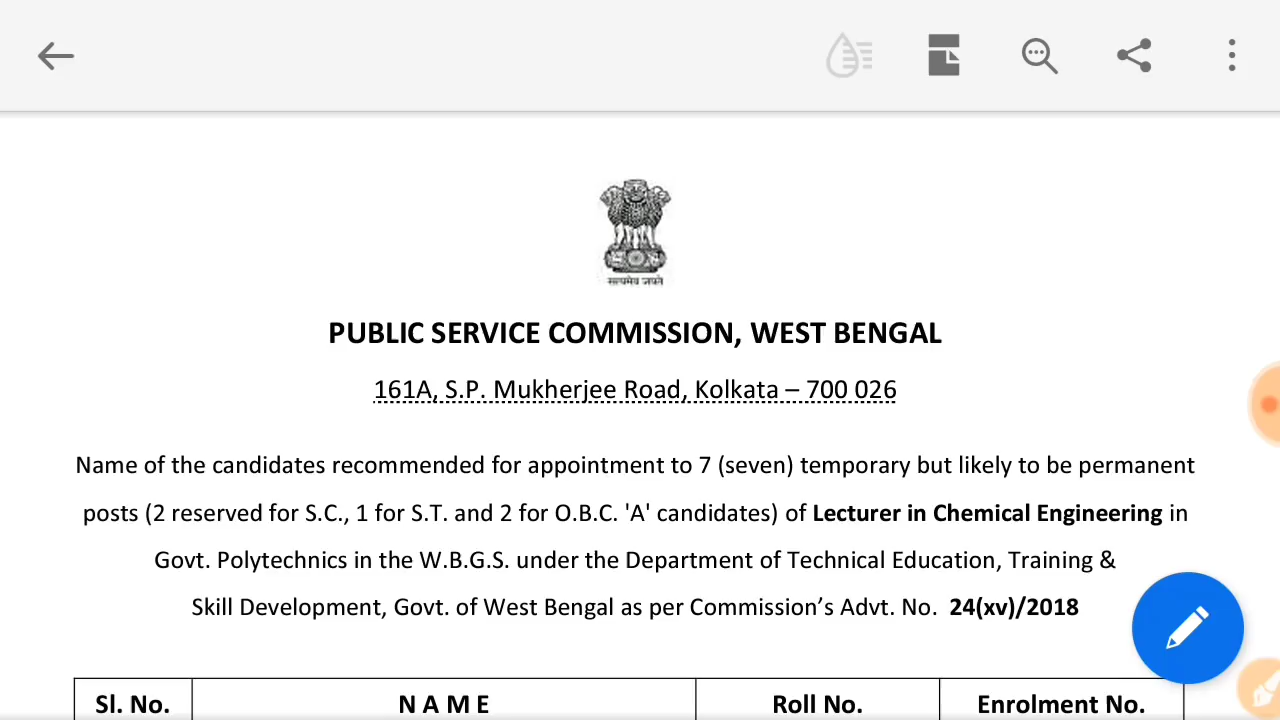 सत्यमेव जयते
PUBLIC SERVICE COMMISSION, WEST BENGAL
161A, S.P. Mukherjee Road, Kolkata – 700 026
Name of the candidates recommended for appointment to 7 (seven) temporary but likely to be permanent
posts (2 reserved for S.C., 1 for S.T. and 2 for O.B.C. 'A' candidates) of Lecturer in Chemical Engineering in
Govt. Polytechnics in the W.B.G.S. under the Department of Technical Education, Training &
Skill Development, Govt. of West Bengal as per Commission’s Advt. No. 24(xv)/2018
Sl. No. N A M E Roll No. Enrolment No.